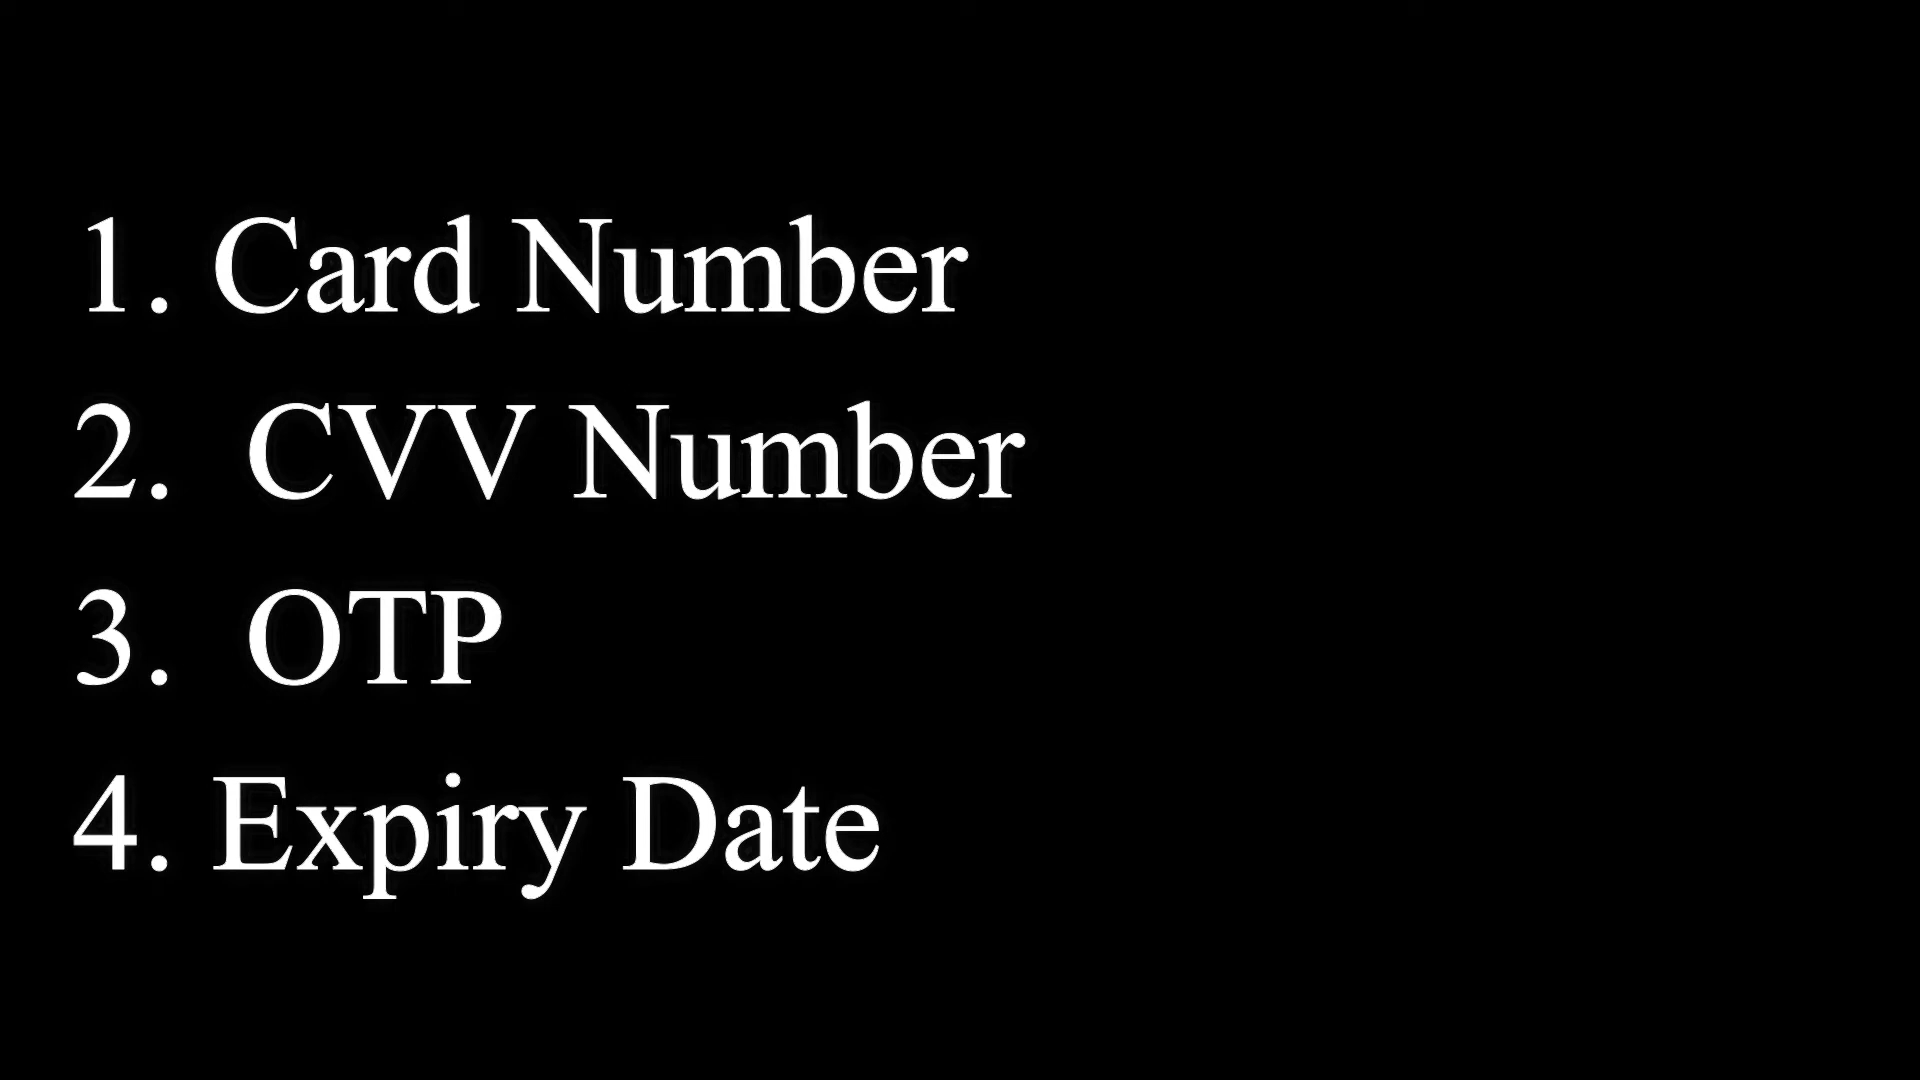 1. Card Number
2. CVV Number
3. OTP
4. Expiry Date